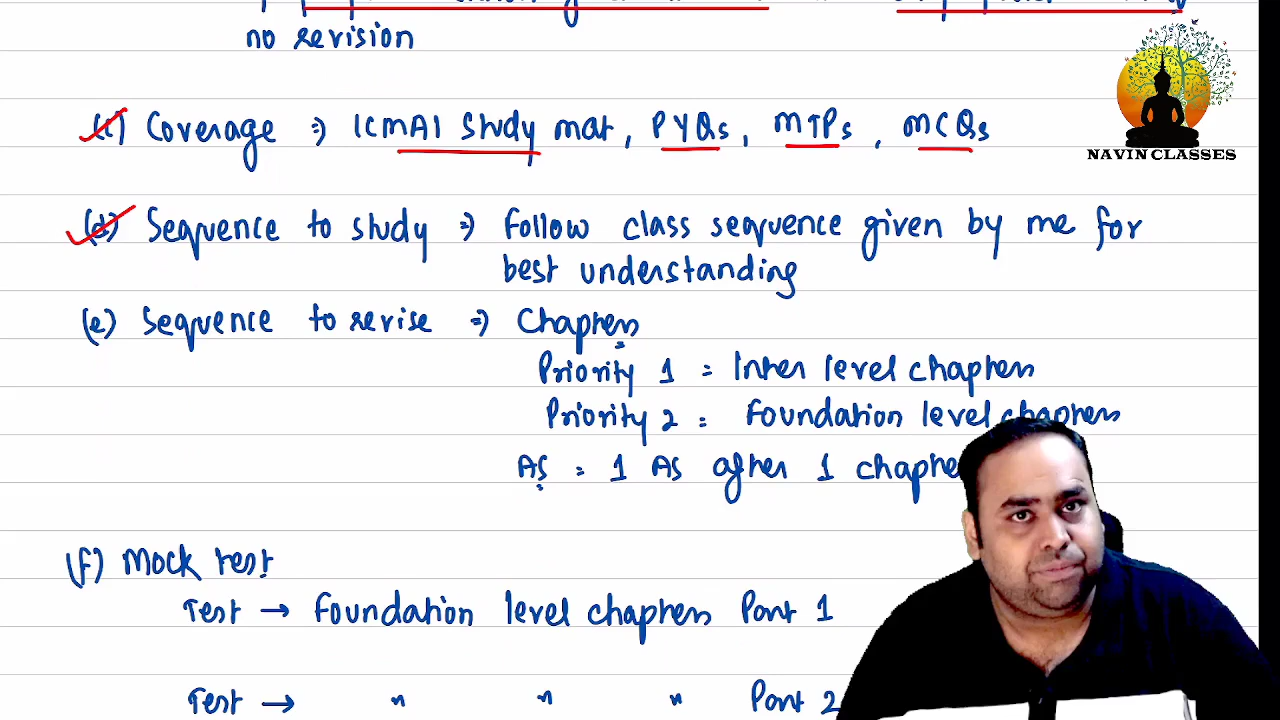 no revision
NAVIN CLASSES
(c) Coverage => ICMAI Study mat, PYQs, MTPs, MCQs
(d) Sequence to study => Follow class sequence given by me for
best understanding
(e) Sequence to revise => Chapters
Priority 1 = Inter level chapters
Priority 2 = Foundation level chapters
AS = 1 AS after 1 chapte
(f) Mock test
Test → Foundation level chapters Part 1
Test → " " " Part 2